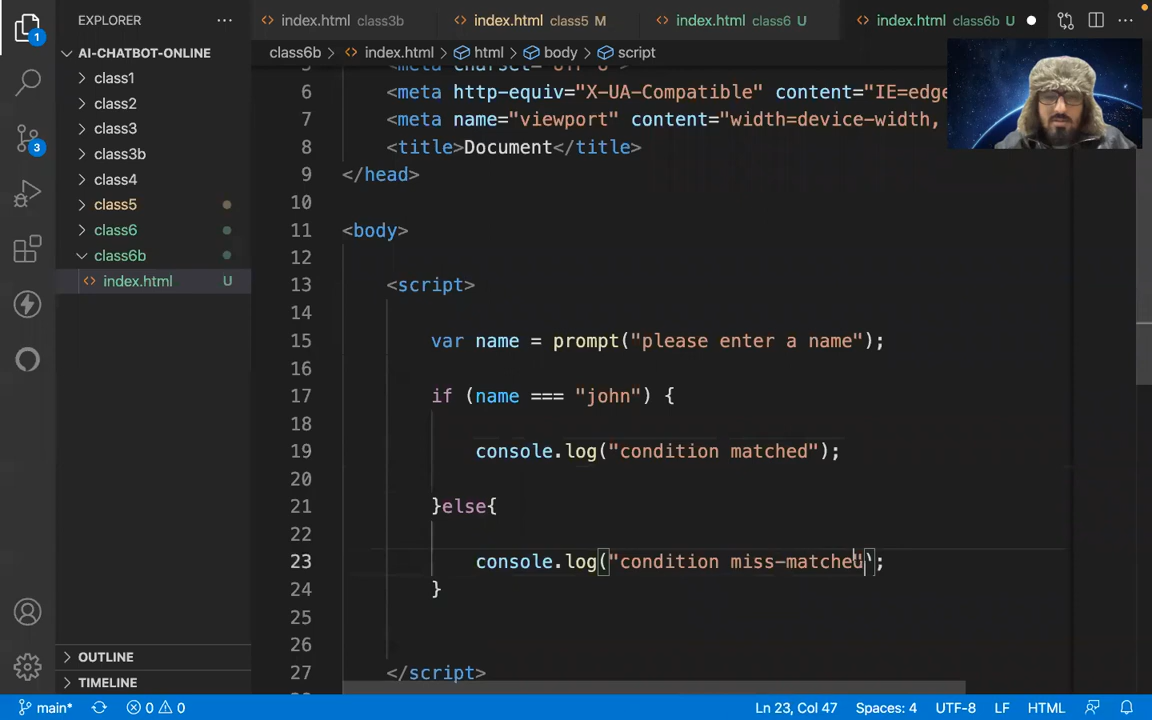 EXPLORER
index.html class3b
index.html class5 M
index.html class6 U
index.html class6b U
1
AI-CHATBOT-ONLINE
class6b > index.html > html > body > script
class1
class2
class3
class3b
class4
class5
class6
class6b
index.html U
3
6 <meta http-equiv="X-UA-Compatible" content="IE=edge
7 <meta name="viewport" content="width=device-width,
8 <title>Document</title>
9 </head>
10
11 <body>
12
13 <script>
14
15 var name = prompt("please enter a name");
16
17 if (name === "john") {
18
19 console.log("condition matched");
20
21 }else{
22
23 console.log("condition miss-matched");
24 }
25
26
27 </script>
OUTLINE
TIMELINE
main* 0 0 Ln 23, Col 47 Spaces: 4 UTF-8 LF HTML